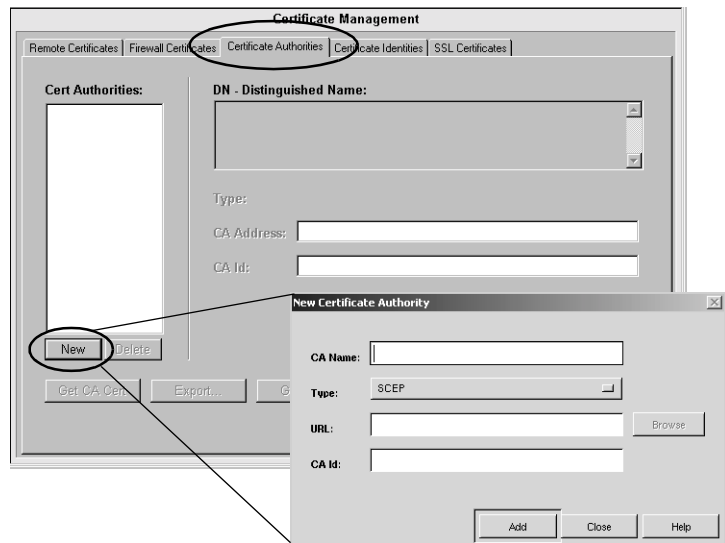 Certificate Management
Remote Certificates Firewall Certificates Certificate Authorities Certificate Identities SSL Certificates
Cert Authorities:
DN - Distinguished Name:
Type:
CA Address:
CA Id:
New Delete
Get CA Cert Export... G
New Certificate Authority
CA Name:
Type: SCEP
URL: Browse
CA Id:
Add Close Help